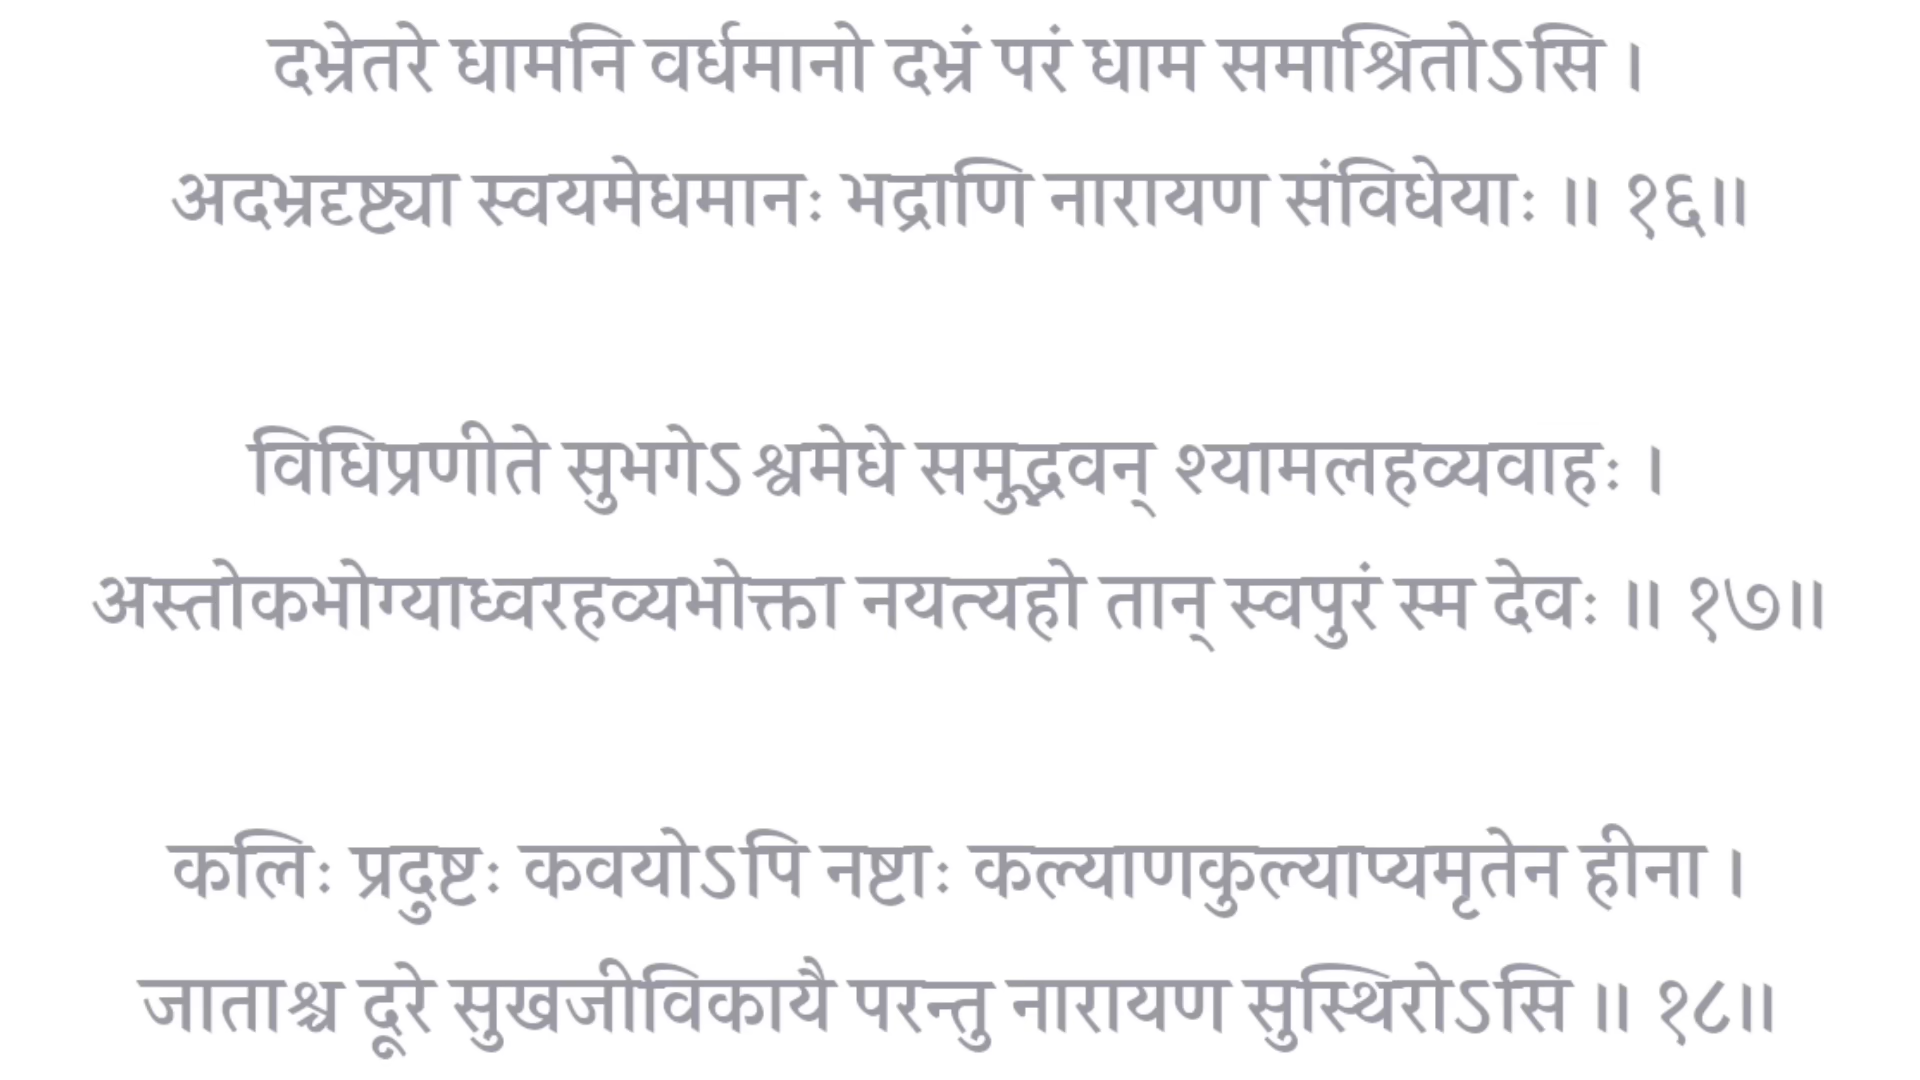 दभ्रेतरे धामनि वर्धमानो दभ्रं परं धाम समाश्रितोऽसि ।
अदभ्रदृष्ट्या स्वयमेधमानः भद्राणि नारायण संविधेयाः ॥ १६॥
विधिप्रणीते सुभगेऽश्वमेधे समुद्भवन् श्यामलहव्यवाहः ।
अस्तोकभोग्याध्वरहव्यभोक्ता नयत्यहो तान् स्वपुरं स्म देवः ॥ १७॥
कलिः प्रदुष्टः कवयोऽपि नष्टाः कल्याणकुल्याप्यमृतेन हीना ।
जाताश्च दूरे सुखजीविकायै परन्तु नारायण सुस्थिरोऽसि ॥ १८॥